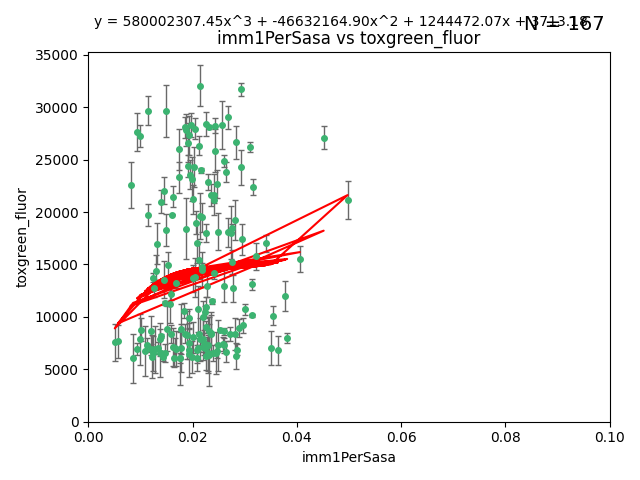 y = 580002307.45x^3 + -46632164.90x^2 + 1244472.07x + 3713.18
N = 167
imm1PerSasa vs toxgreen_fluor
35000
30000
25000
20000
15000
10000
5000
0
toxgreen_fluor
0.00 0.02 0.04 0.06 0.08 0.10
imm1PerSasa